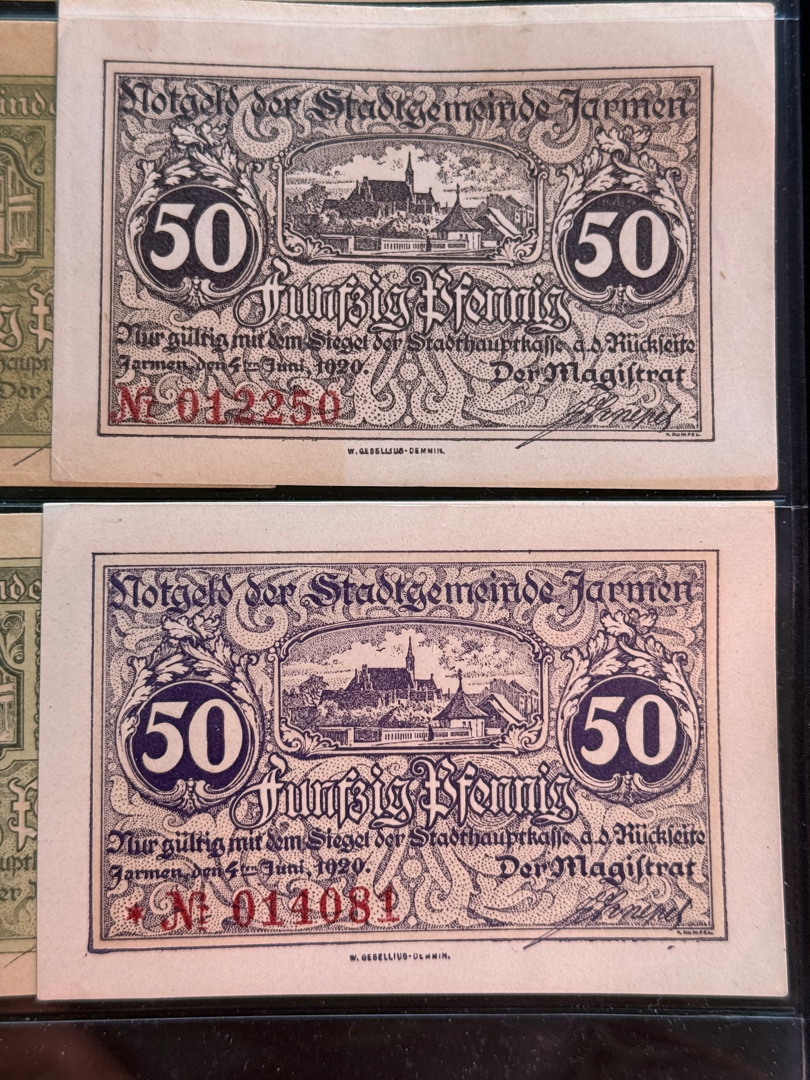 Notgeld der Stadtgemeinde Jarmen
50
50
Fünfzig Pfennig
Nur gültig mit dem Siegel der Stadthauptkasse a.d. Rückseite
Jarmen, den 4ten Juni, 1920.
Der Magistrat
№ 012250
W. GESELLIUS-DEMMIN.
Notgeld der Stadtgemeinde Jarmen
50
50
Fünfzig Pfennig
Nur gültig mit dem Siegel der Stadthauptkasse a.d. Rückseite
Jarmen, den 4ten Juni, 1920.
Der Magistrat
* № 014081
W. GESELLIUS-DEMMIN.